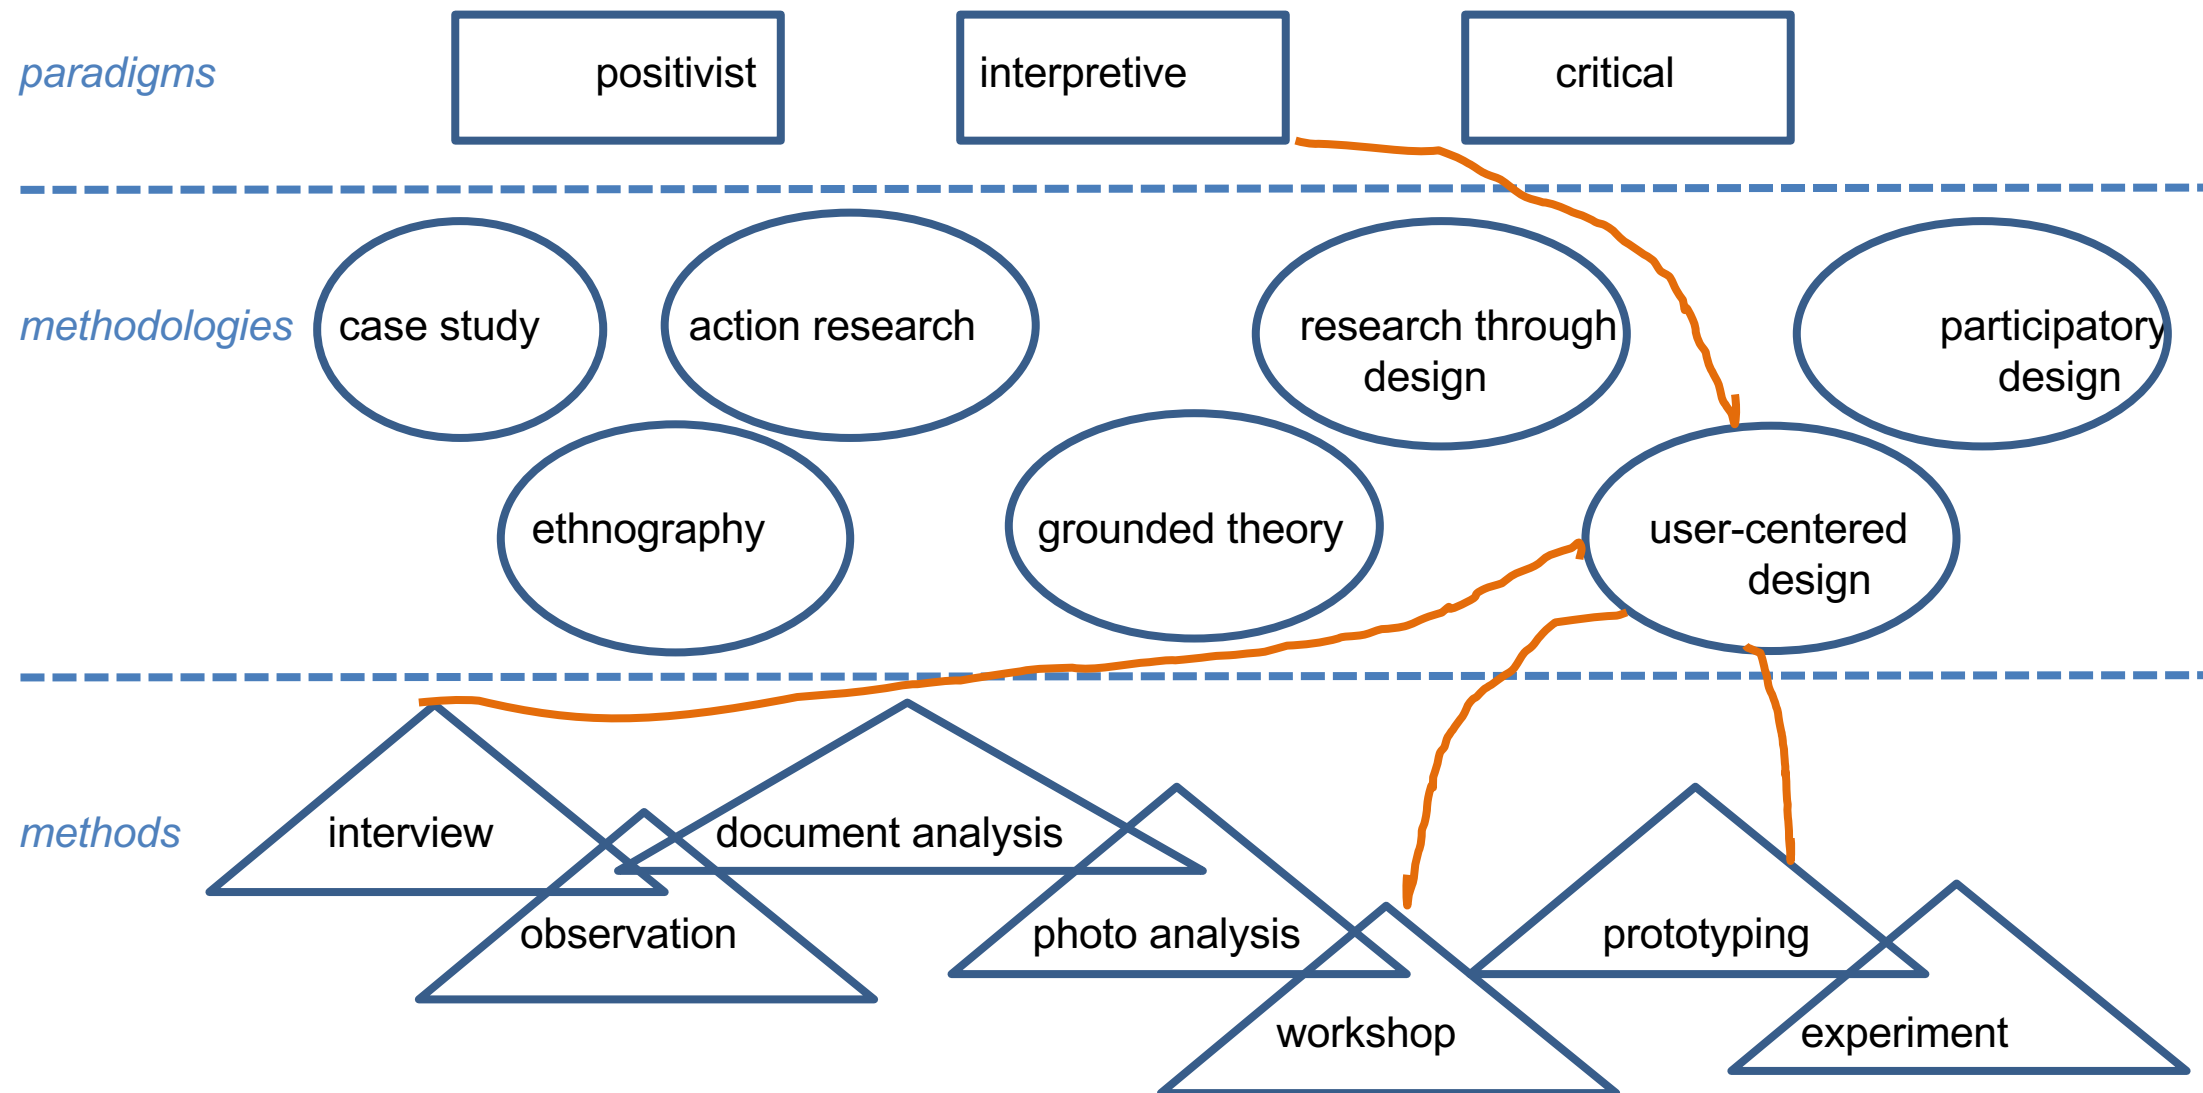 paradigms
positivist
interpretive
critical
methodologies
case study
action research
research through
design
participatory
design
ethnography
grounded theory
user-centered
design
methods
interview
document analysis
observation
photo analysis
prototyping
workshop
experiment